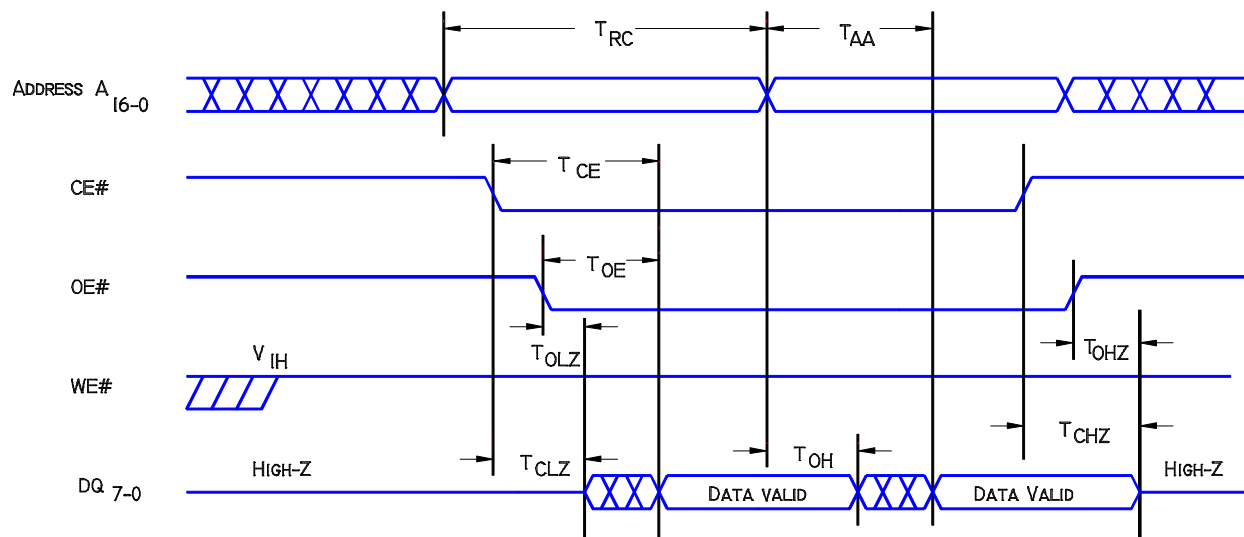 TRC TAA
ADDRESS A16-0
TCE
CE#
TOE
OE#
TOLZ TOHZ
VIH
WE#
TCLZ TOH TCHZ
HIGH-Z HIGH-Z
DQ7-0 DATA VALID DATA VALID